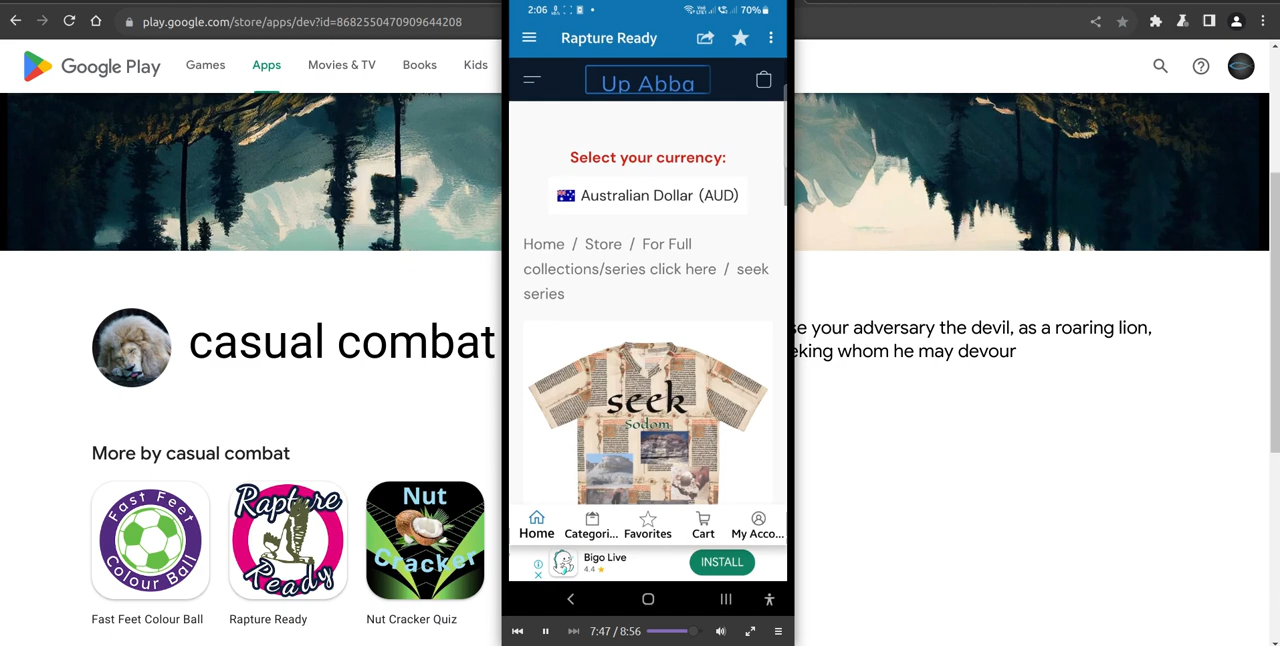 play.google.com/store/apps/dev?id=8682550470909644208
Google Play
Games
Apps
Movies & TV
Books
Kids
casual combat
se your adversary the devil, as a roaring lion,
eking whom he may devour
More by casual combat
Fast Feet
Colour Ball
Rapture
Ready
Nut
Cracker
Fast Feet Colour Ball
Rapture Ready
Nut Cracker Quiz
2:06
70%
Rapture Ready
Up Abba
Select your currency:
Australian Dollar (AUD)
Home / Store / For Full
collections/series click here / seek
series
seek
Sodom
Home
Categori...
Favorites
Cart
My Acco...
Bigo Live
4.4
INSTALL
7:47 / 8:56